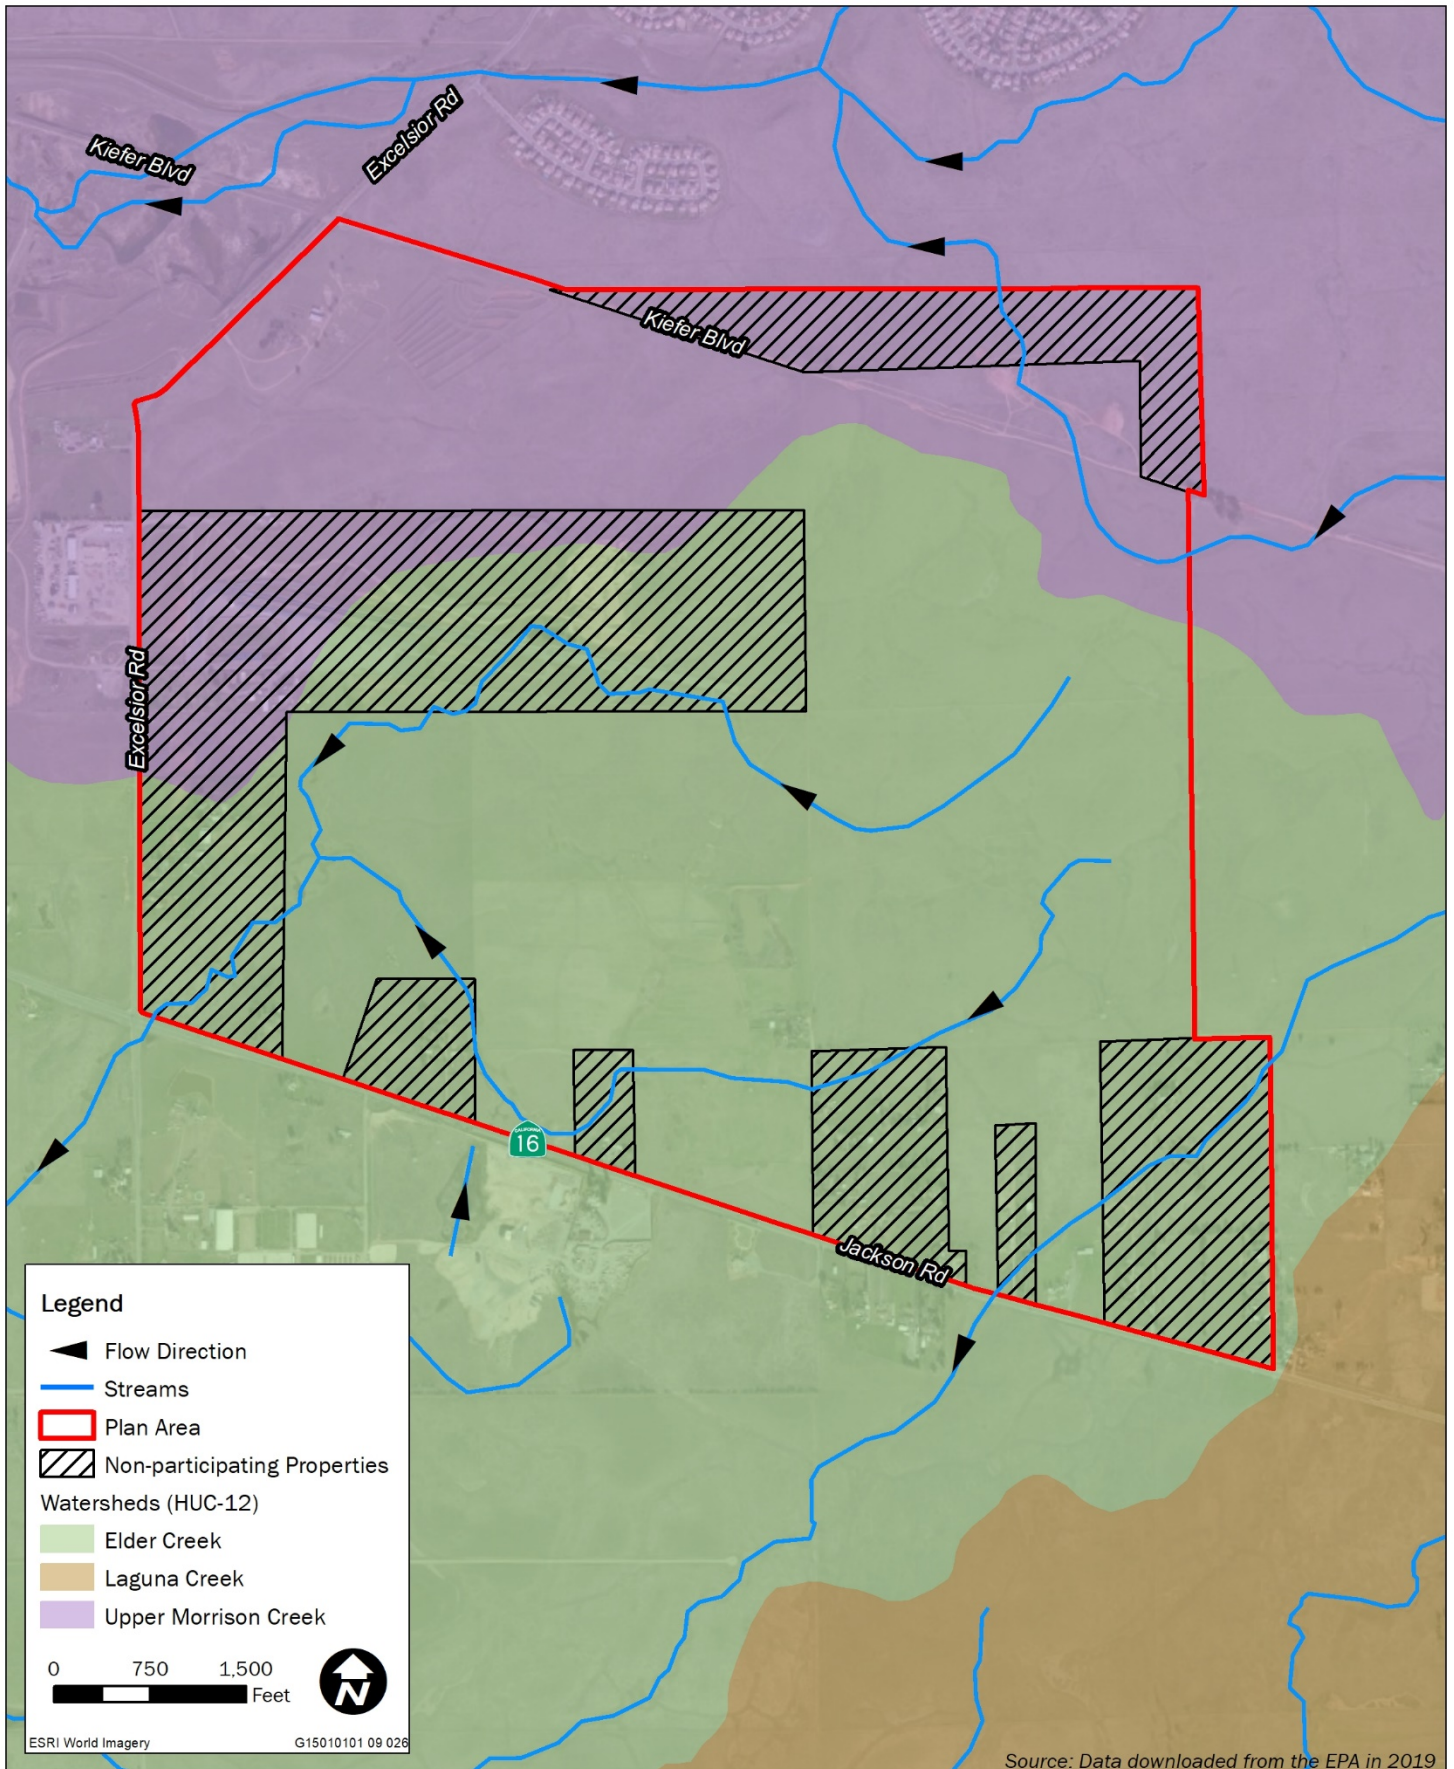 Kiefer Blvd
Excelsior Rd
Kiefer Blvd
Excelsior Rd
CALIFORNIA
16
Jackson Rd
Legend
Flow Direction
Streams
Plan Area
Non-participating Properties
Watersheds (HUC-12)
Elder Creek
Laguna Creek
Upper Morrison Creek
0 750 1,500
Feet
N
ESRI World Imagery G15010101 09 026
Source: Data downloaded from the EPA in 2019